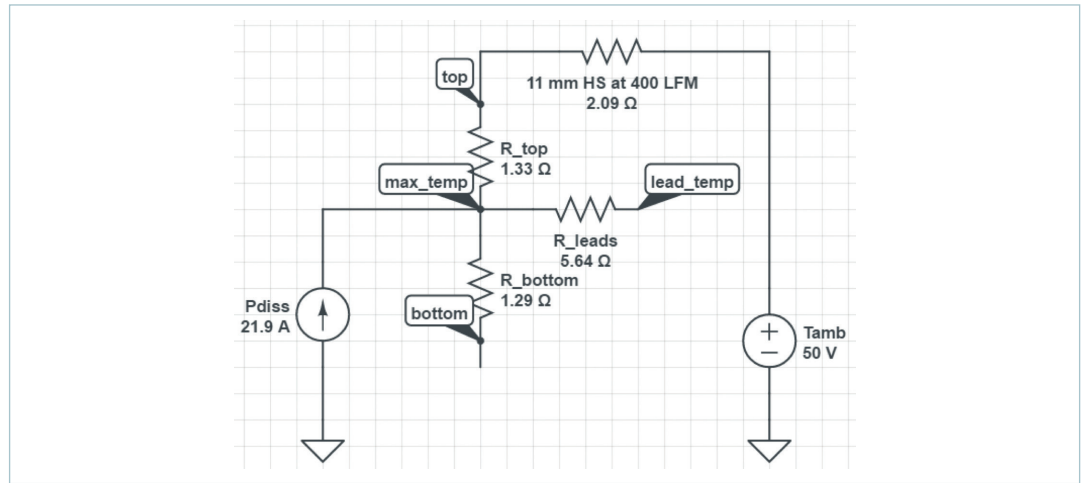 top
11 mm HS at 400 LFM
2.09 Ω
R_top
1.33 Ω
max_temp
lead_temp
R_leads
5.64 Ω
R_bottom
1.29 Ω
bottom
Pdiss
21.9 A
+
−
Tamb
50 V